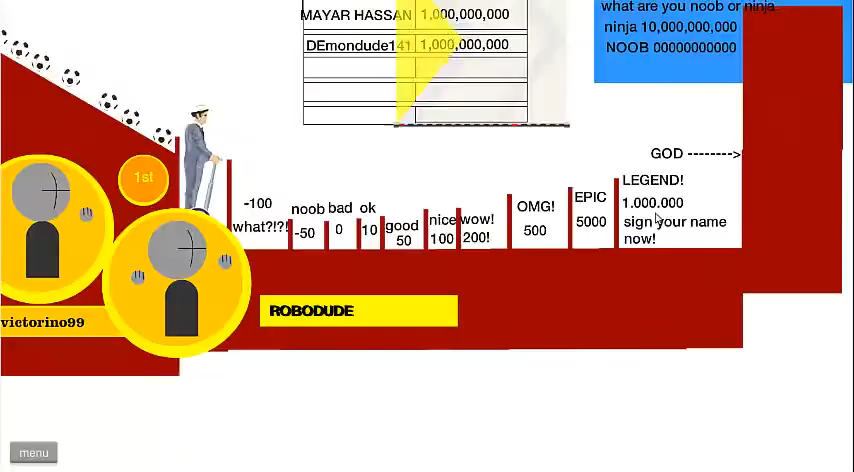 MAYAR HASSAN 1,000,000,000
DEmondude141 1,000,000,000
what are you noob or ninja
ninja 10,000,000,000
NOOB 00000000000
GOD -------->
1st
-100
what?!?!
noob
-50
bad
0
ok
10
good
50
nice
100
wow!
200!
OMG!
500
EPIC
5000
LEGEND!
1.000.000
sign your name
now!
victorino99
ROBODUDE
menu